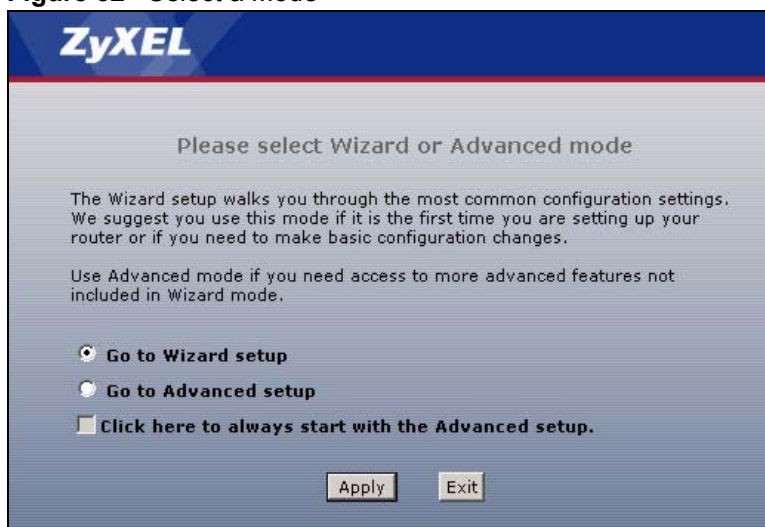 ZyXEL
Please select Wizard or Advanced mode
The Wizard setup walks you through the most common configuration settings.
We suggest you use this mode if it is the first time you are setting up your
router or if you need to make basic configuration changes.
Use Advanced mode if you need access to more advanced features not
included in Wizard mode.
Go to Wizard setup
Go to Advanced setup
Click here to always start with the Advanced setup.
Apply
Exit